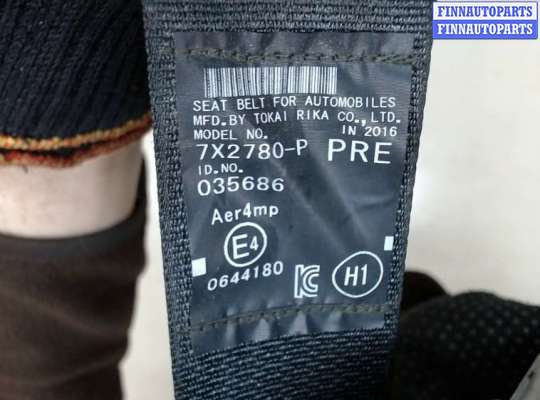 FINNAUTOPARTS
FINNAUTOPARTS
SEAT BELT FOR AUTOMOBILES
MFD.BY TOKAI RIKA CO.,LTD.
MODEL NO. IN 2016
7X2780-P PRE
ID.NO.
035686
Aer4mp
E4
0644180
KC H1